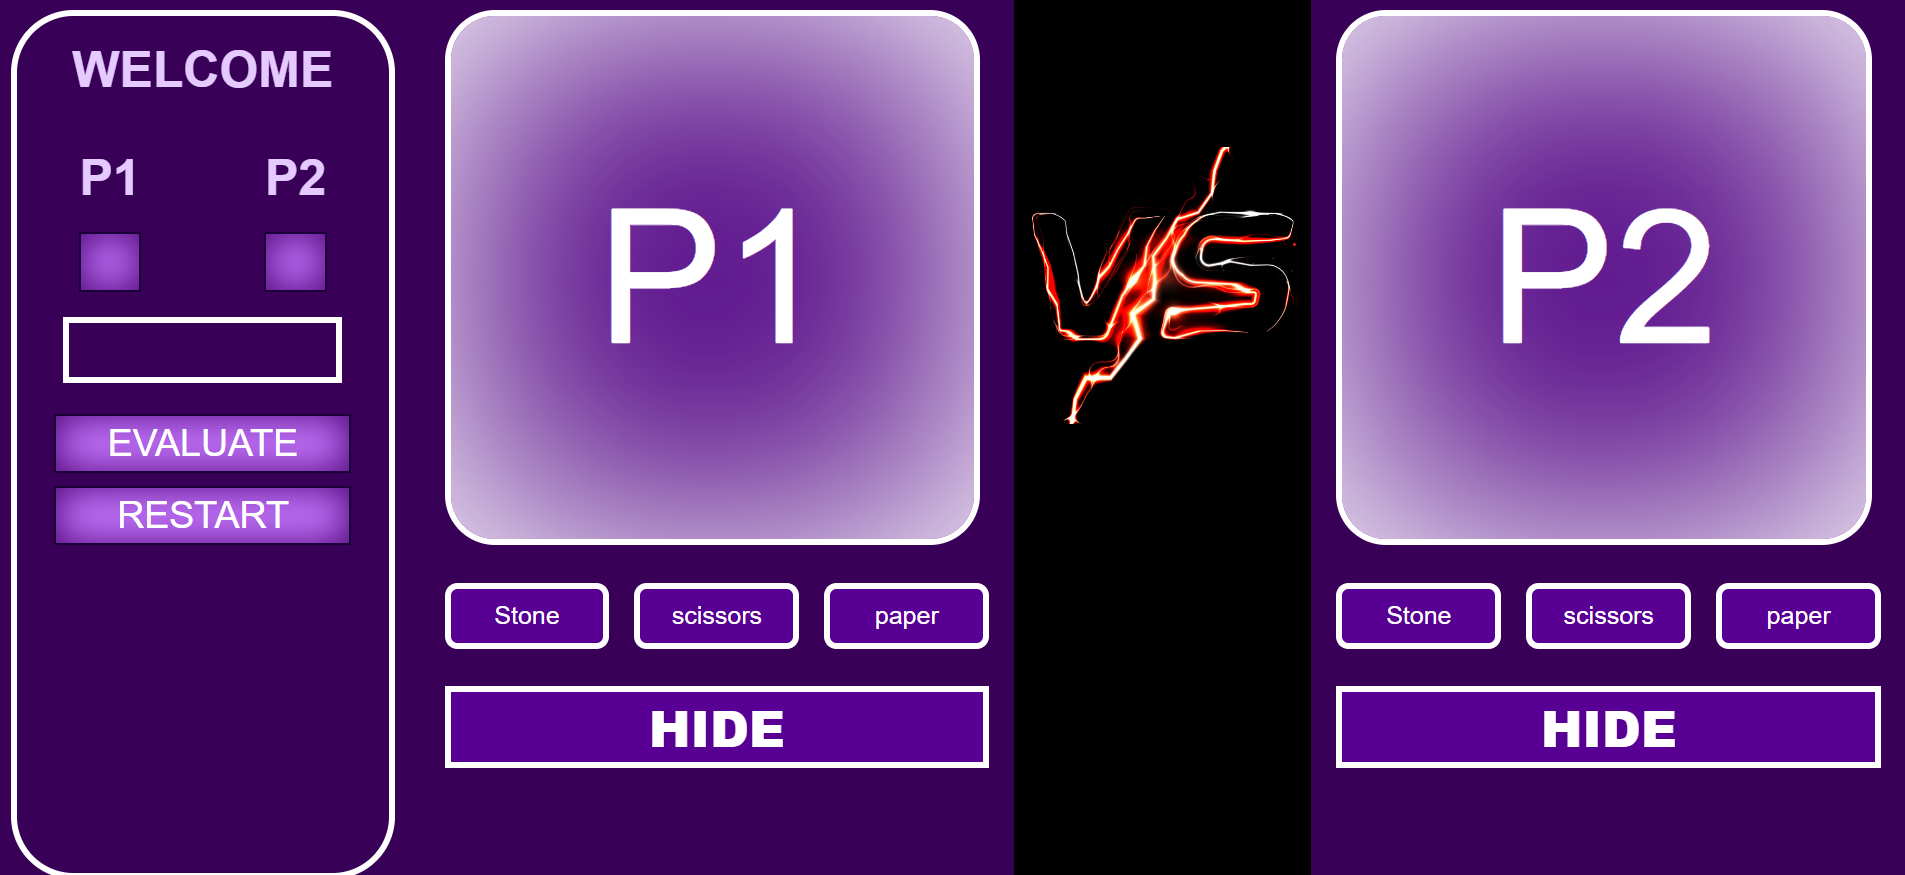 WELCOME
P1 P2
EVALUATE
RESTART
P1
Stone scissors paper
HIDE
VS
P2
Stone scissors paper
HIDE